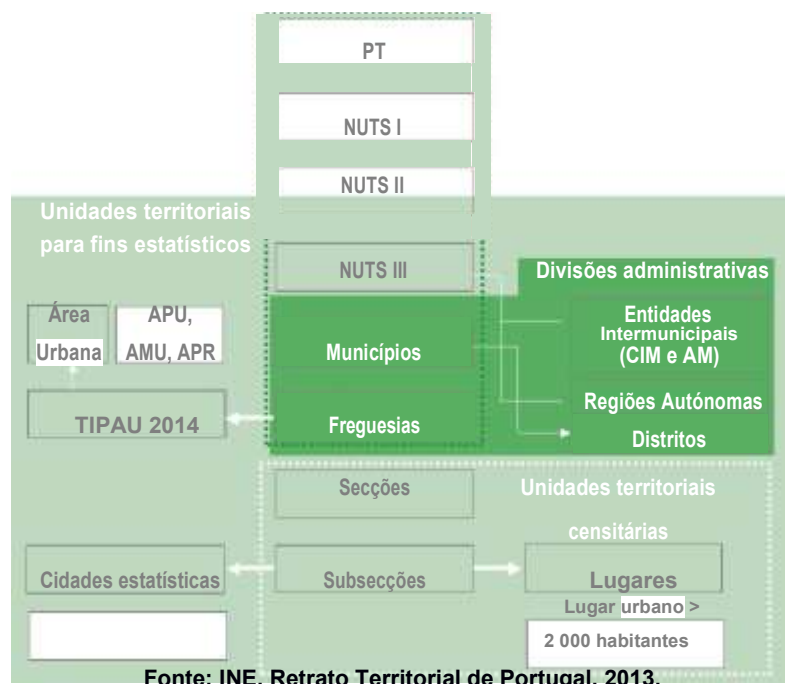 PT
NUTS I
NUTS II
Unidades territoriais
para fins estatísticos
NUTS III
Divisões administrativas
Área
Urbana
APU,
AMU, APR
Municípios
Entidades
Intermunicipais
(CIM e AM)
TIPAU 2014
Freguesias
Regiões Autónomas
Distritos
Secções
Unidades territoriais
censitárias
Cidades estatísticas
Subsecções
Lugares
Lugar urbano >
2 000 habitantes
Fonte: INE, Retrato Territorial de Portugal, 2013.